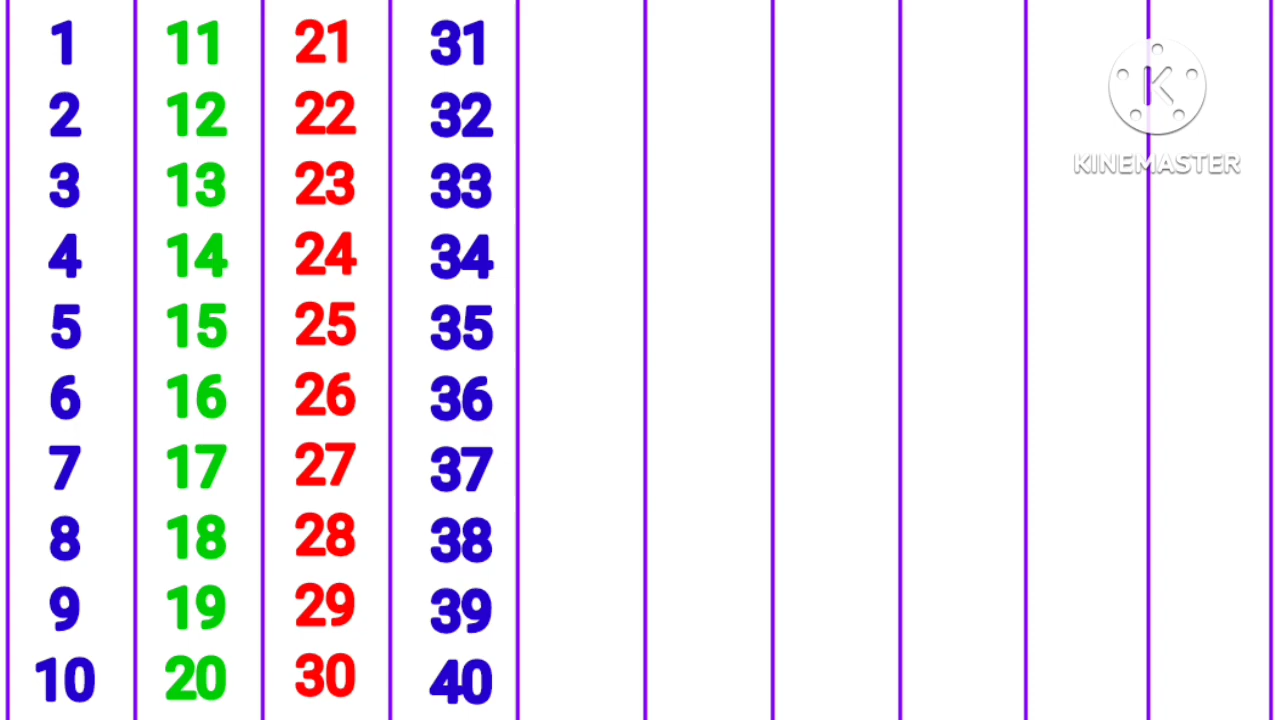 1 11 21 31
2 12 22 32
3 13 23 33
4 14 24 34
5 15 25 35
6 16 26 36
7 17 27 37
8 18 28 38
9 19 29 39
10 20 30 40
K
KINEMASTER